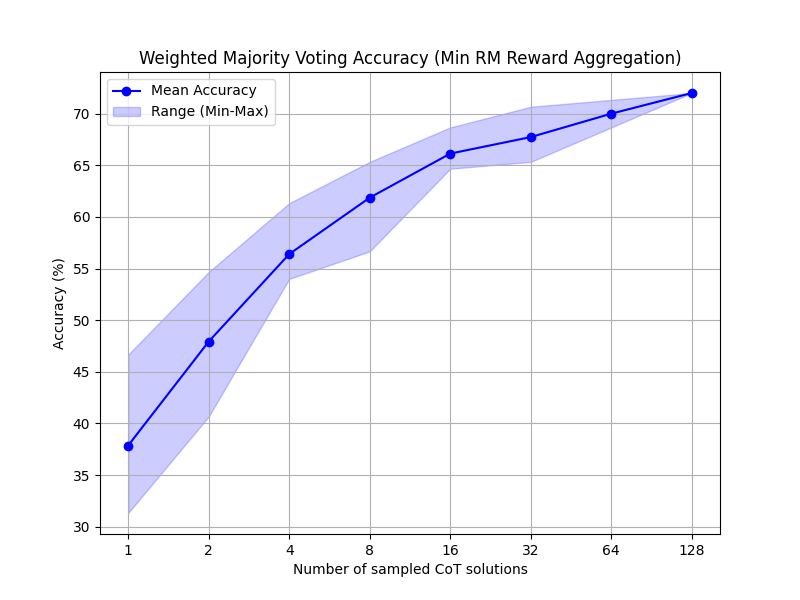 Weighted Majority Voting Accuracy (Min RM Reward Aggregation)
Mean Accuracy
Range (Min-Max)
Accuracy (%)
70
65
60
55
50
45
40
35
30
1 2 4 8 16 32 64 128
Number of sampled CoT solutions